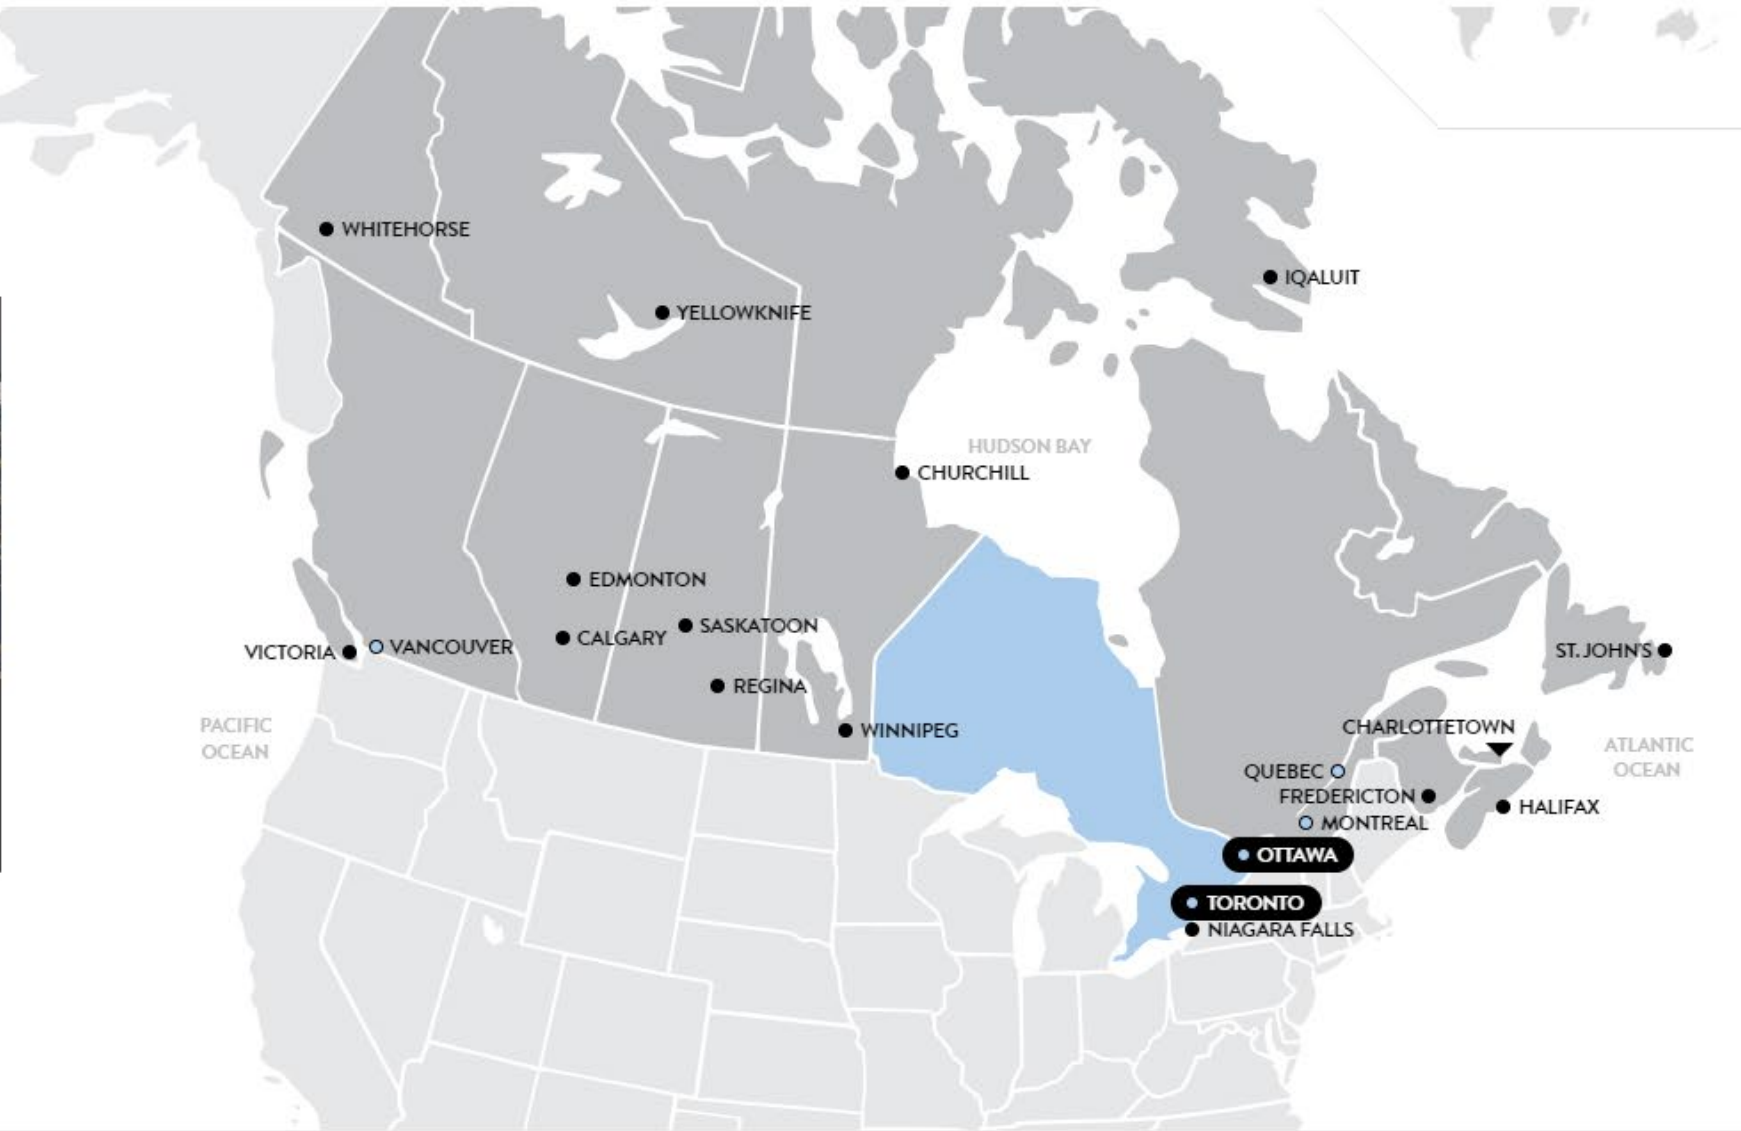 WHITEHORSE
IQALUIT
YELLOWKNIFE
HUDSON BAY
CHURCHILL
EDMONTON
SASKATOON
CALGARY
VICTORIA
VANCOUVER
ST. JOHN'S
REGINA
PACIFIC
OCEAN
WINNIPEG
CHARLOTTETOWN
ATLANTIC
OCEAN
QUEBEC
FREDERICTON
HALIFAX
MONTREAL
OTTAWA
TORONTO
NIAGARA FALLS